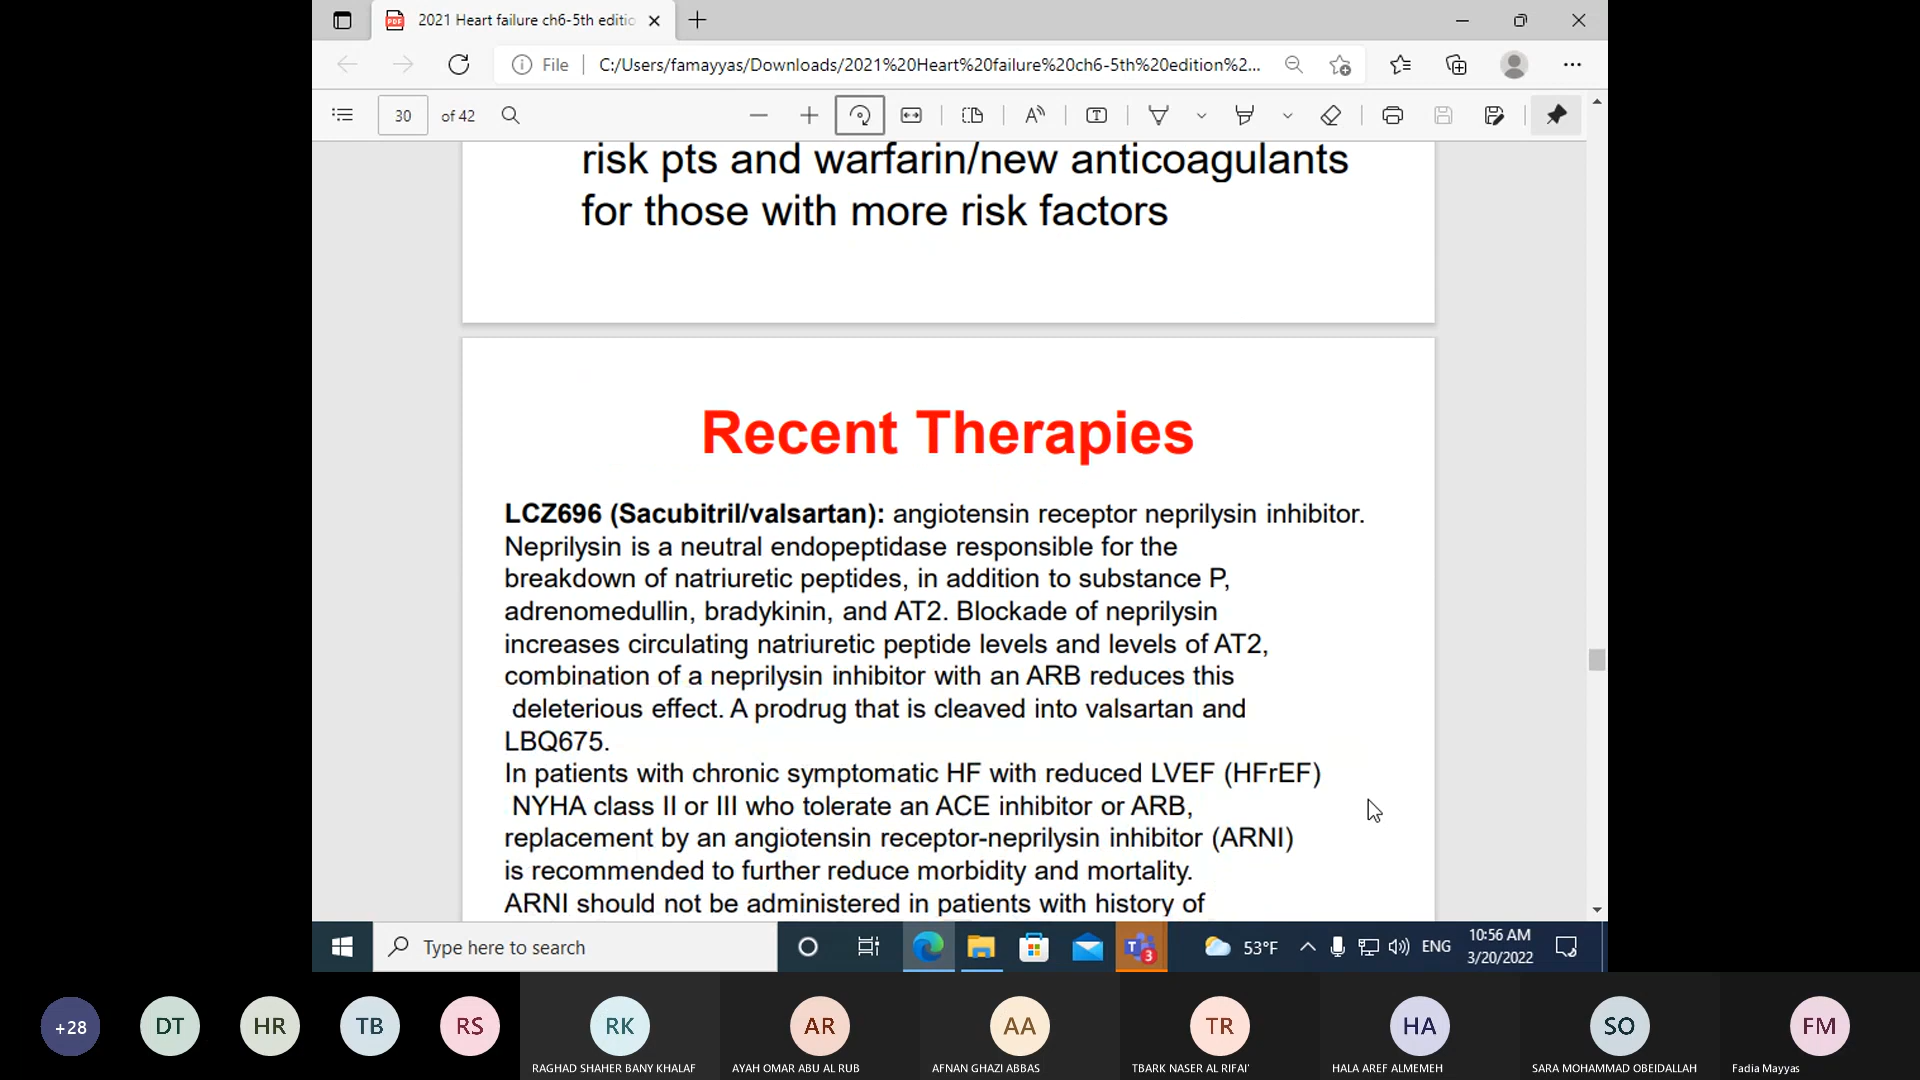 2021 Heart failure ch6-5th editio
File
C:/Users/famayyas/Downloads/2021%20Heart%20failure%20ch6-5th%20edition%2...
30 of 42
risk pts and warfarin/new anticoagulants
for those with more risk factors
Recent Therapies
LCZ696 (Sacubitril/valsartan): angiotensin receptor neprilysin inhibitor.
Neprilysin is a neutral endopeptidase responsible for the
breakdown of natriuretic peptides, in addition to substance P,
adrenomedullin, bradykinin, and AT2. Blockade of neprilysin
increases circulating natriuretic peptide levels and levels of AT2,
combination of a neprilysin inhibitor with an ARB reduces this
deleterious effect. A prodrug that is cleaved into valsartan and
LBQ675.
In patients with chronic symptomatic HF with reduced LVEF (HFrEF)
NYHA class II or III who tolerate an ACE inhibitor or ARB,
replacement by an angiotensin receptor-neprilysin inhibitor (ARNI)
is recommended to further reduce morbidity and mortality.
ARNI should not be administered in patients with history of
Type here to search
3
53°F
ENG
10:56 AM
3/20/2022
+28
DT
HR
TB
RS
RK
AR
AA
TR
HA
SO
FM
RAGHAD SHAHER BANY KHALAF
AYAH OMAR ABU AL RUB
AFNAN GHAZI ABBAS
TBARK NASER AL RIFAI'
HALA AREF ALMEMEH
SARA MOHAMMAD OBEIDALLAH
Fadia Mayyas